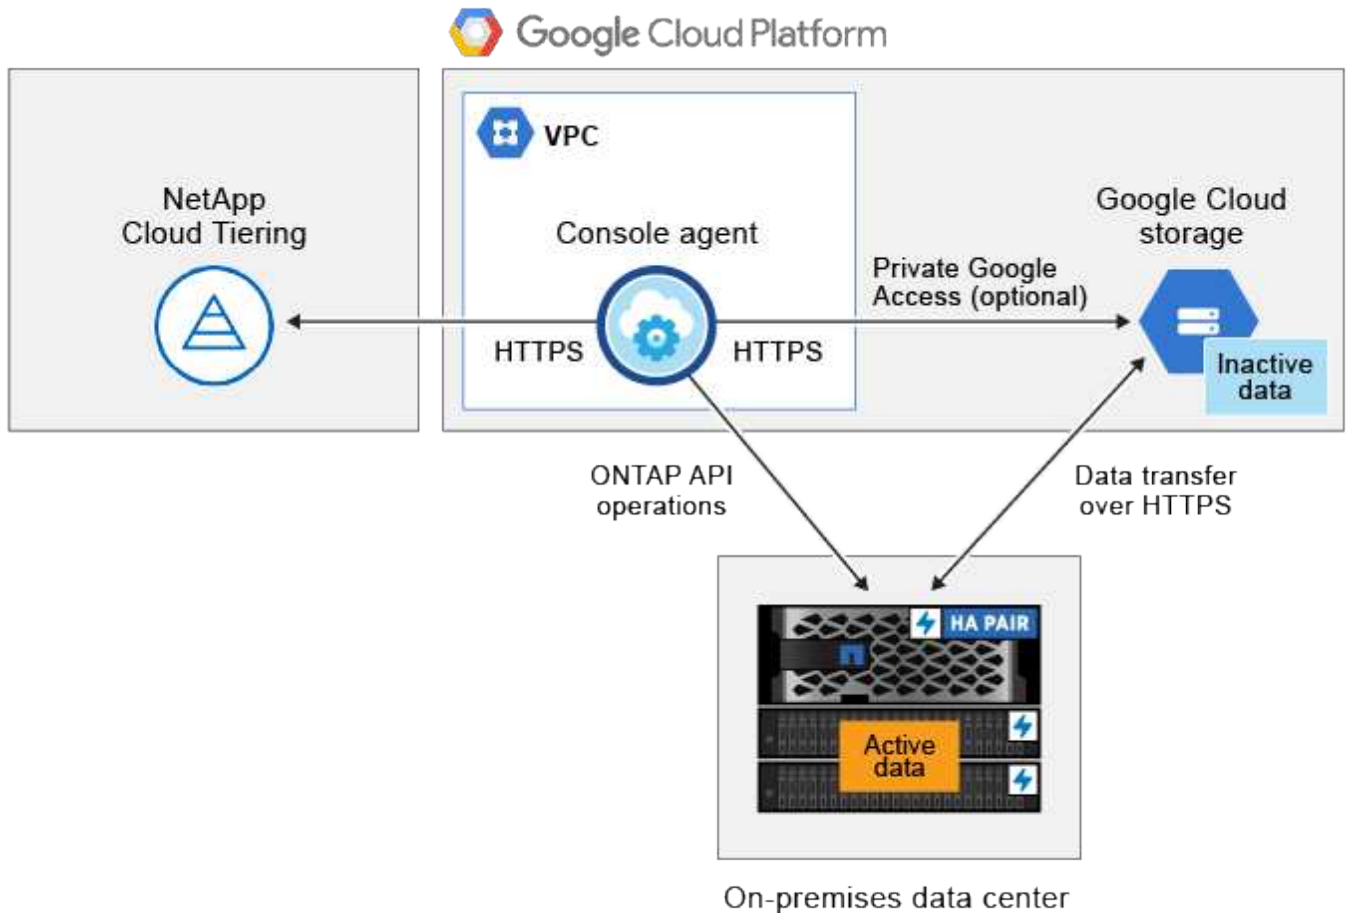 Google Cloud Platform
VPC
NetApp
Cloud Tiering
Console agent
Google Cloud
storage
Private Google
Access (optional)
HTTPS
HTTPS
Inactive
data
ONTAP API
operations
Data transfer
over HTTPS
HA PAIR
Active
data
On-premises data center